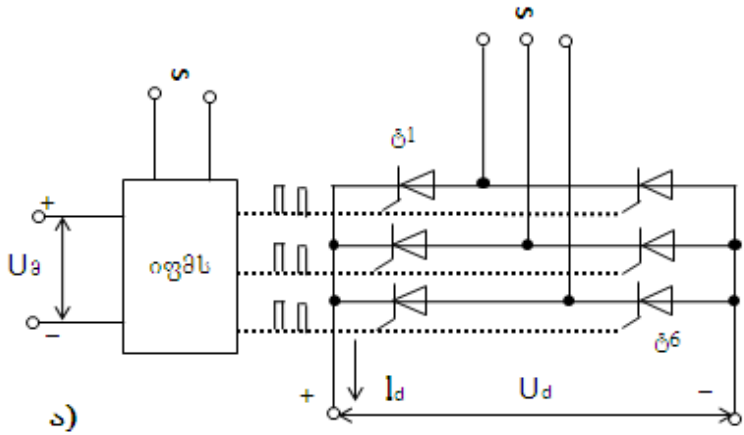 ѕ
ѕ
ტ1
+
Uმ
იფმს
–
ტ6
+
Id
Ud
–
ა)